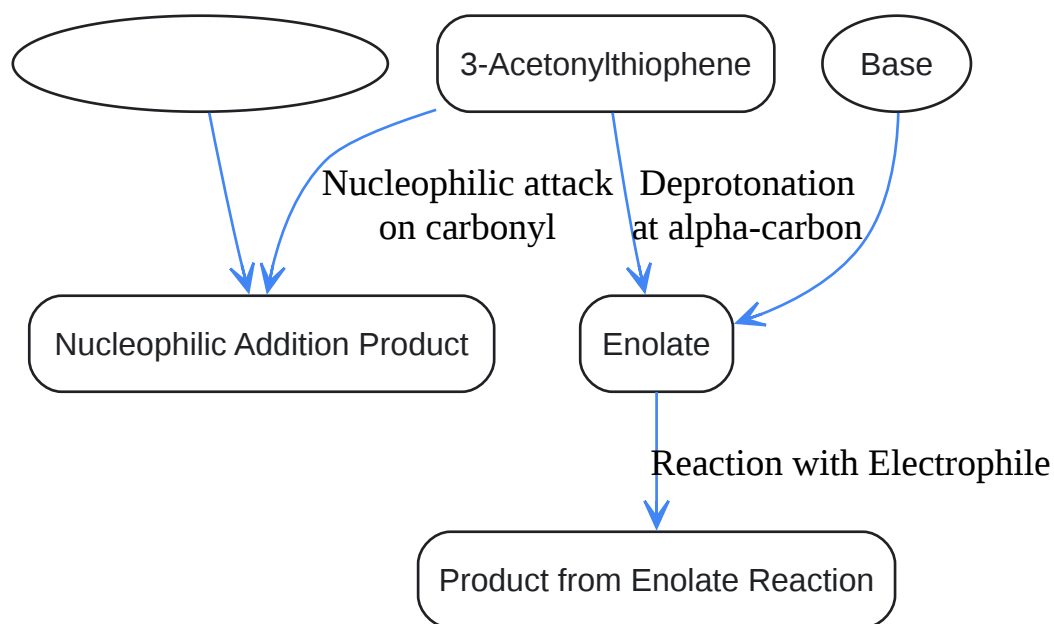 3-Acetonylthiophene
Base
Nucleophilic attack
on carbonyl
Deprotonation
at alpha-carbon
Nucleophilic Addition Product
Enolate
Reaction with Electrophile
Product from Enolate Reaction